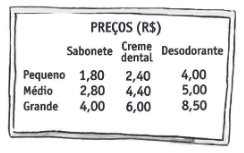 PREÇOS (R$)
Sabonete Creme dental Desodorante
Pequeno 1,80 2,40 4,00
Médio 2,80 4,40 5,00
Grande 4,00 6,00 8,50